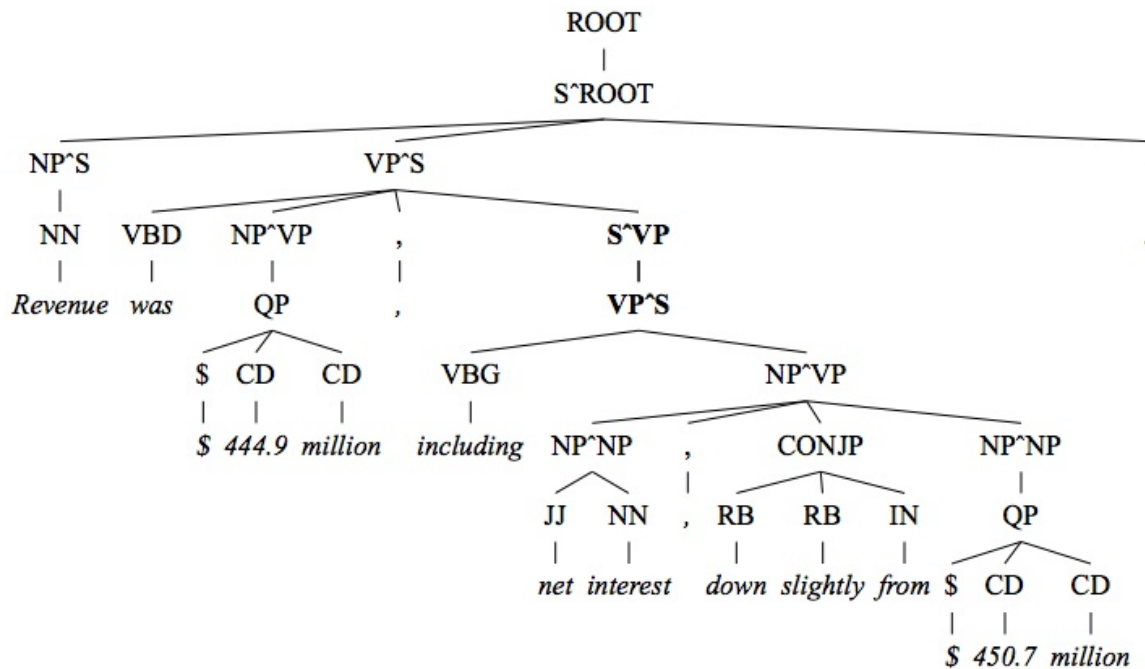 ROOT
S^ROOT
NP^S VP^S
NN VBD NP^VP , S^VP
Revenue was QP , VP^S
$ CD CD VBG NP^VP
$ 444.9 million including NP^NP , CONJP NP^NP
JJ NN , RB RB IN QP
net interest down slightly from $ CD CD
$ 450.7 million